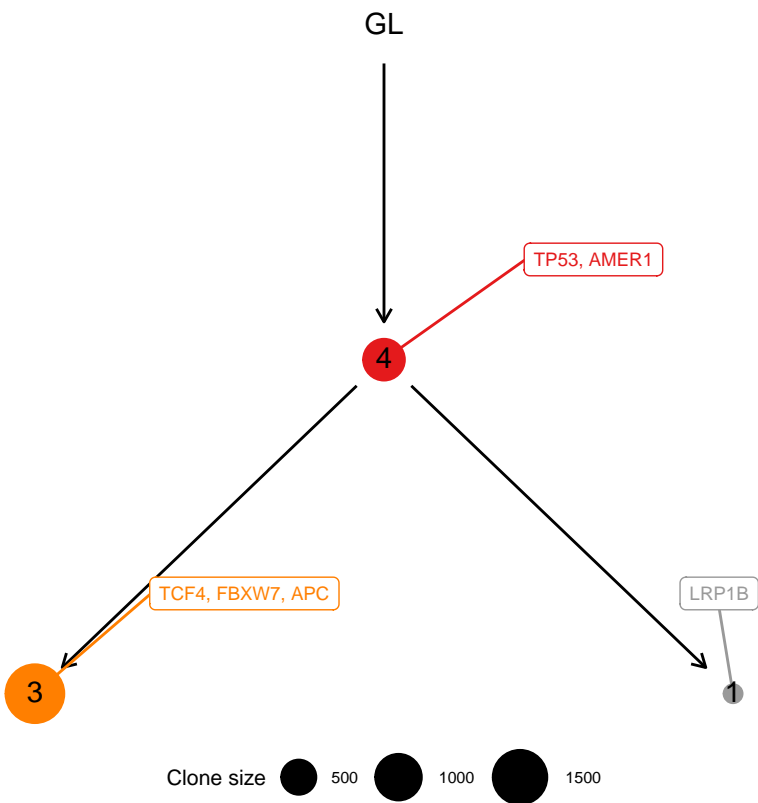 GL
TP53, AMER1
4
TCF4, FBXW7, APC
LRP1B
3
1
Clone size 500 1000 1500